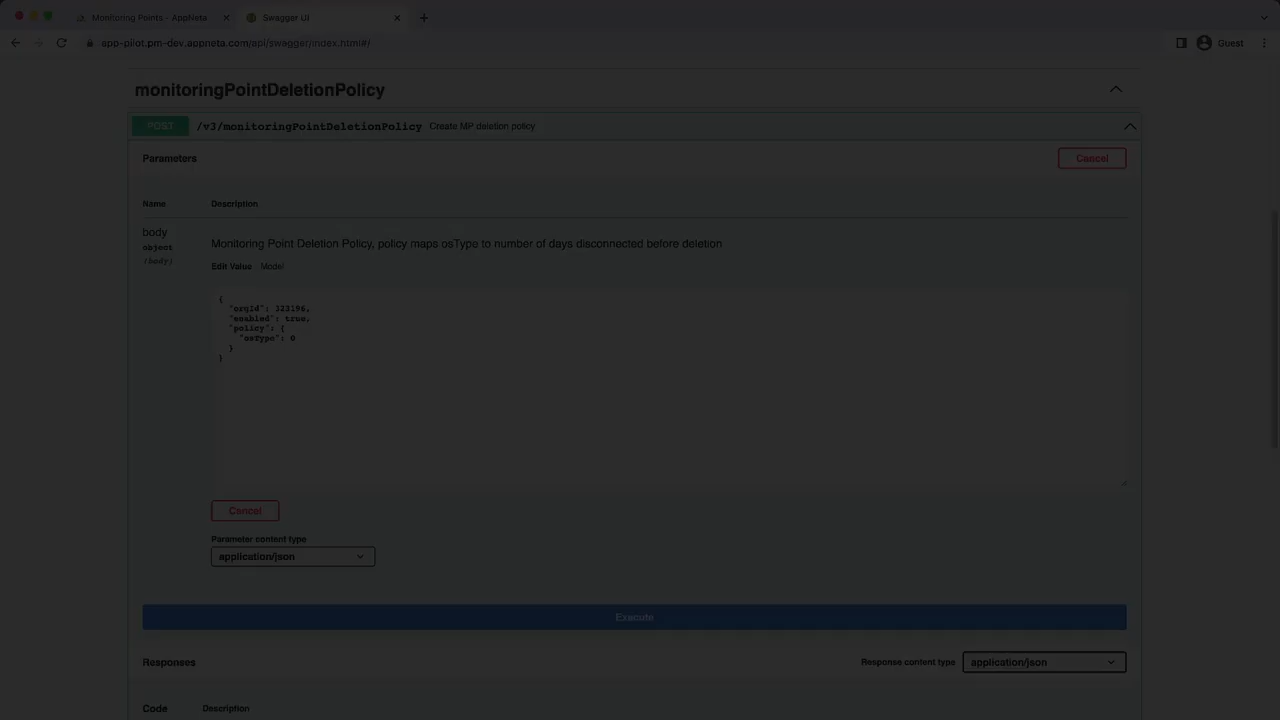 Monitoring Points - AppNeta
Swagger UI
app-pilot.pm-dev.appneta.com/api/swagger/index.html#/
Guest
monitoringPointDeletionPolicy
POST /v3/monitoringPointDeletionPolicy Create MP deletion policy
Parameters
Cancel
Name Description
body
object
(body)
Monitoring Point Deletion Policy, policy maps osType to number of days disconnected before deletion
Edit Value Model
{
"orgId": 323196,
"enabled": true,
"policy": {
"osType": 0
}
}
Cancel
Parameter content type
application/json
Execute
Responses
Response content type application/json
Code Description